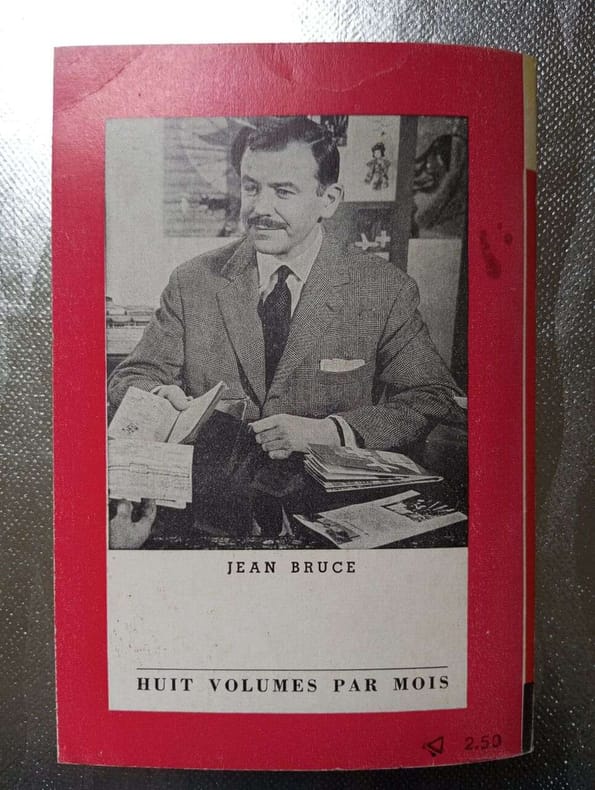 JEAN BRUCE
HUIT VOLUMES PAR MOIS
2.50